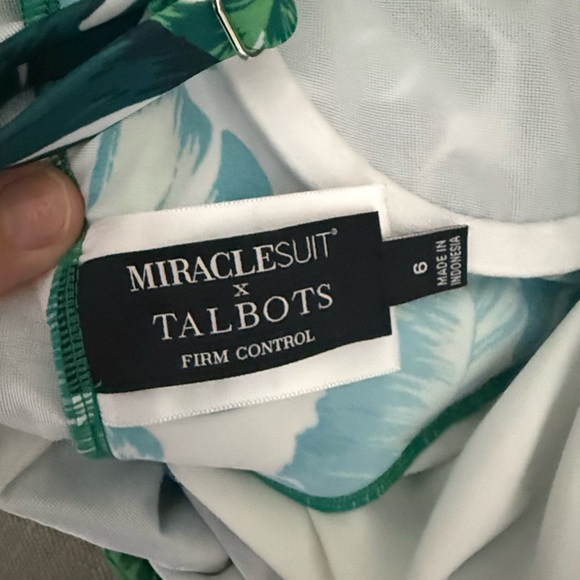 MIRACLESUIT®
X
TALBOTS
FIRM CONTROL
6
MADE IN
INDONESIA